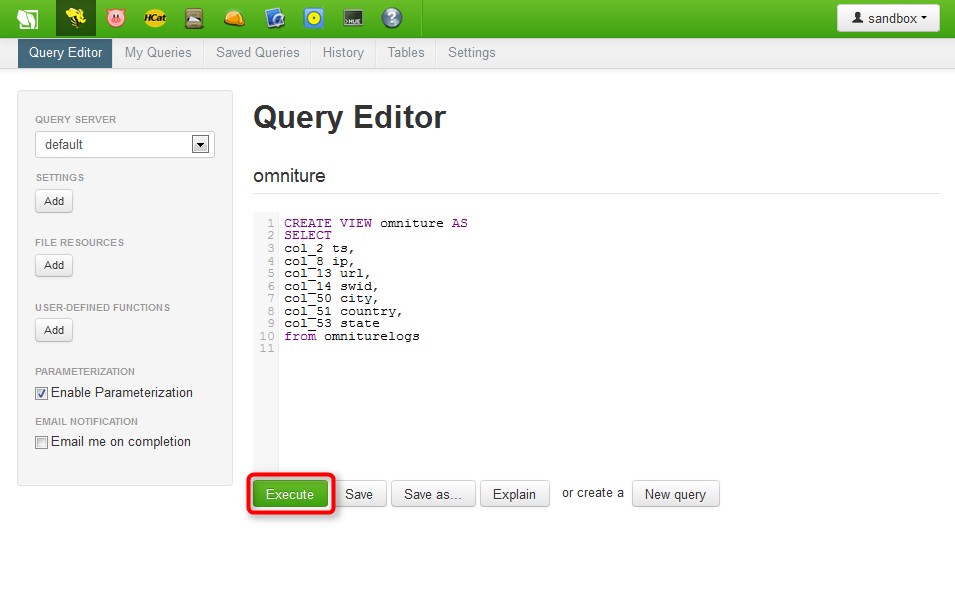 HCat
HUE
sandbox
Query Editor My Queries Saved Queries History Tables Settings
QUERY SERVER
default
SETTINGS
Add
FILE RESOURCES
Add
USER-DEFINED FUNCTIONS
Add
PARAMETERIZATION
Enable Parameterization
EMAIL NOTIFICATION
Email me on completion
Query Editor
omniture
1 CREATE VIEW omniture AS
2 SELECT
3 col_2 ts,
4 col_8 ip,
5 col_13 url,
6 col_14 swid,
7 col_50 city,
8 col_51 country,
9 col_53 state
10 from omniturelogs
11
Execute Save Save as... Explain or create a New query